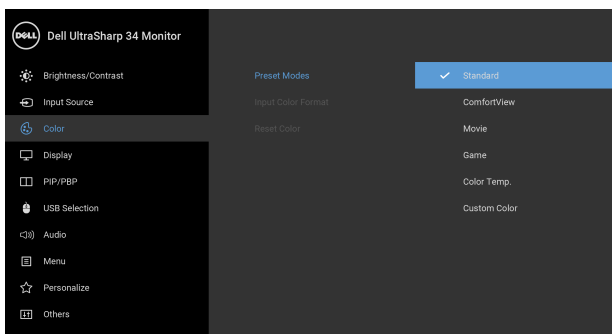 DELL Dell UltraSharp 34 Monitor
Brightness/Contrast Preset Modes Standard
Input Source Input Color Format ComfortView
Color Reset Color Movie
Display Game
PIP/PBP Color Temp.
USB Selection Custom Color
Audio
Menu
Personalize
Others